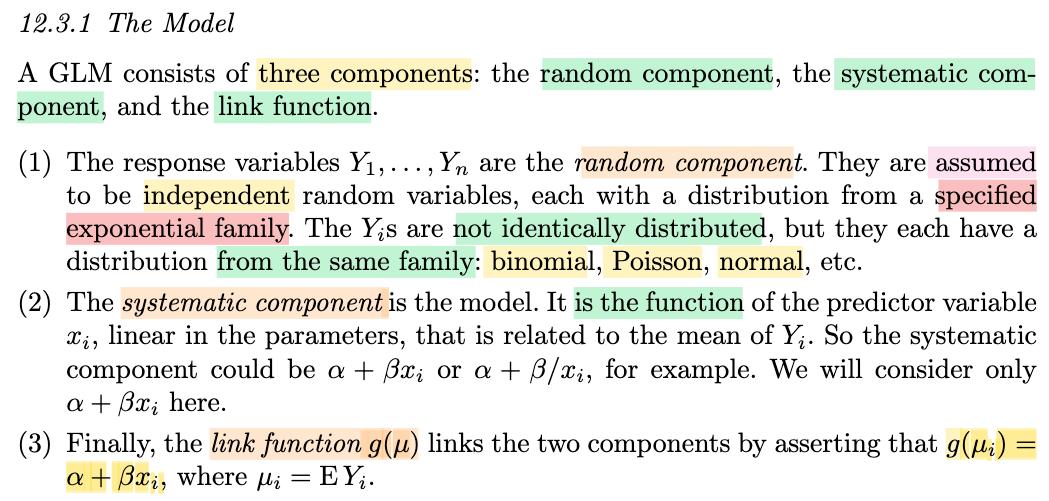 12.3.1 The Model
A GLM consists of three components: the random component, the systematic com-
ponent, and the link function.
(1) The response variables Y₁, . . . , Yₙ are the random component. They are assumed
to be independent random variables, each with a distribution from a specified
exponential family. The Yᵢs are not identically distributed, but they each have a
distribution from the same family: binomial, Poisson, normal, etc.
(2) The systematic component is the model. It is the function of the predictor variable
xᵢ, linear in the parameters, that is related to the mean of Yᵢ. So the systematic
component could be α + βxᵢ or α + β/xᵢ, for example. We will consider only
α + βxᵢ here.
(3) Finally, the link function g(μ) links the two components by asserting that g(μᵢ) =
α + βxᵢ, where μᵢ = E Yᵢ.